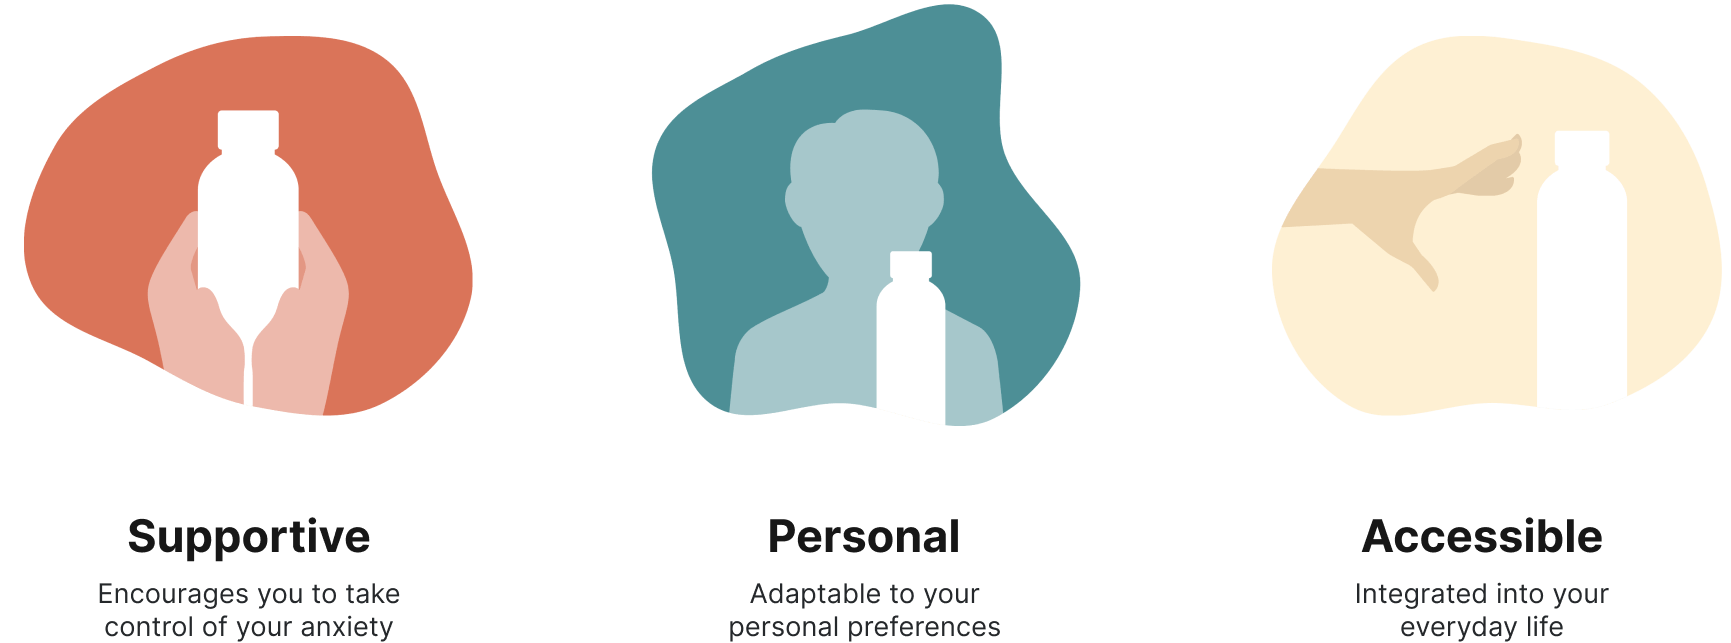 Supportive
Encourages you to take
control of your anxiety
Personal
Adaptable to your
personal preferences
Accessible
Integrated into your
everyday life